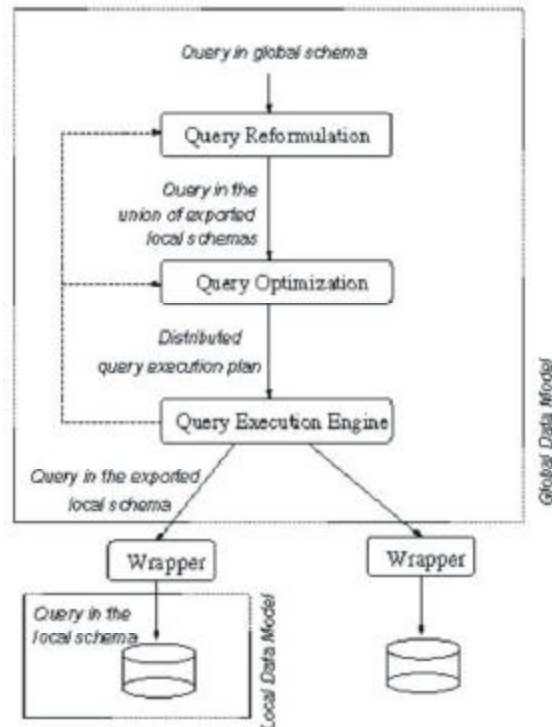 Query in global schema
Query Reformulation
Query in the
union of exported
local schemas
Query Optimization
Distributed
query execution plan
Query Execution Engine
Query in the exported
local schema
Global Data Model
Wrapper
Wrapper
Query in the
local schema
Local Data Model